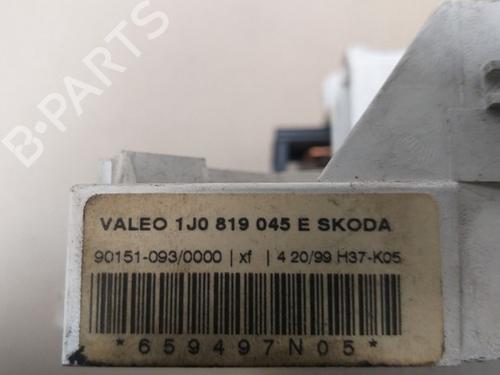 B-PARTS
VALEO 1J0 819 045 E SKODA
90151-093/0000 | xf | 4 20/99 H37-K05
*659497N05*